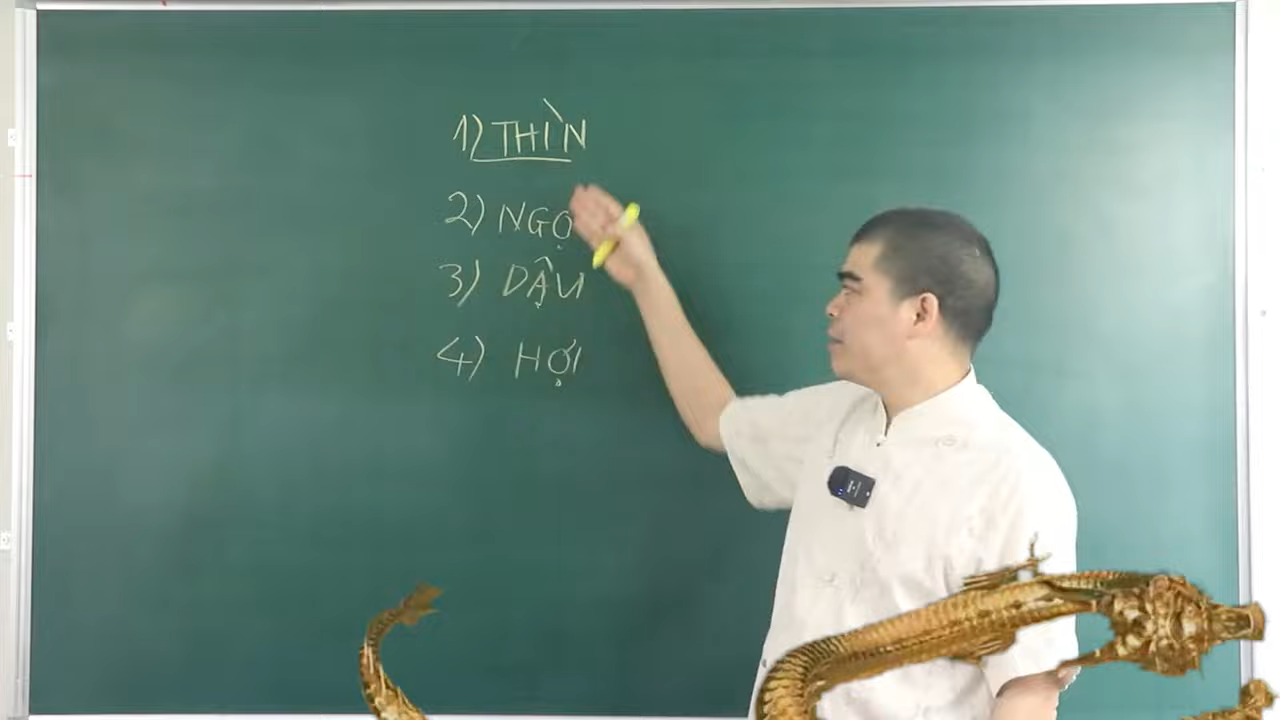 1) THÌN
2) NGỌ
3) DẬU
4) HỢI